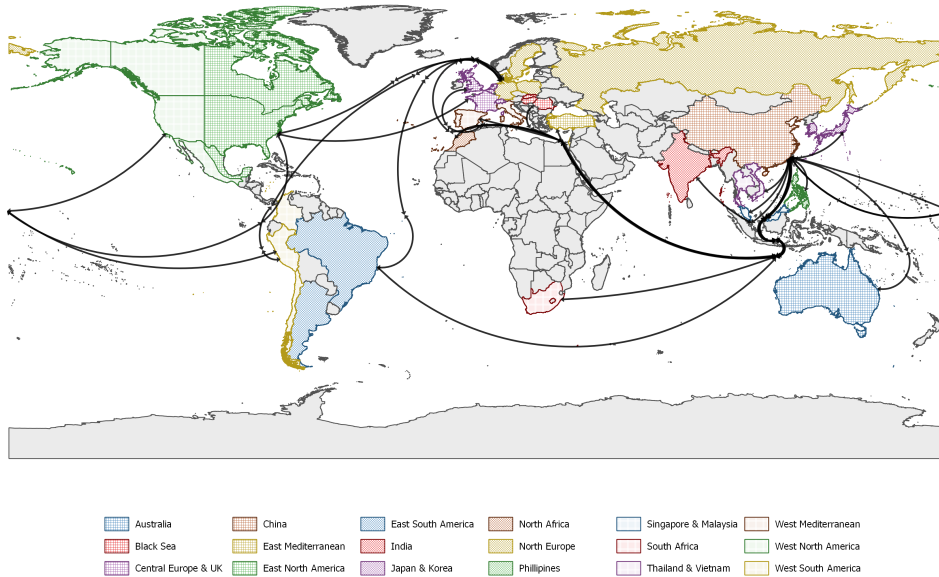 Australia China East South America North Africa Singapore & Malaysia West Mediterranean
Black Sea East Mediterranean India North Europe South Africa West North America
Central Europe & UK East North America Japan & Korea Phillipines Thailand & Vietnam West South America